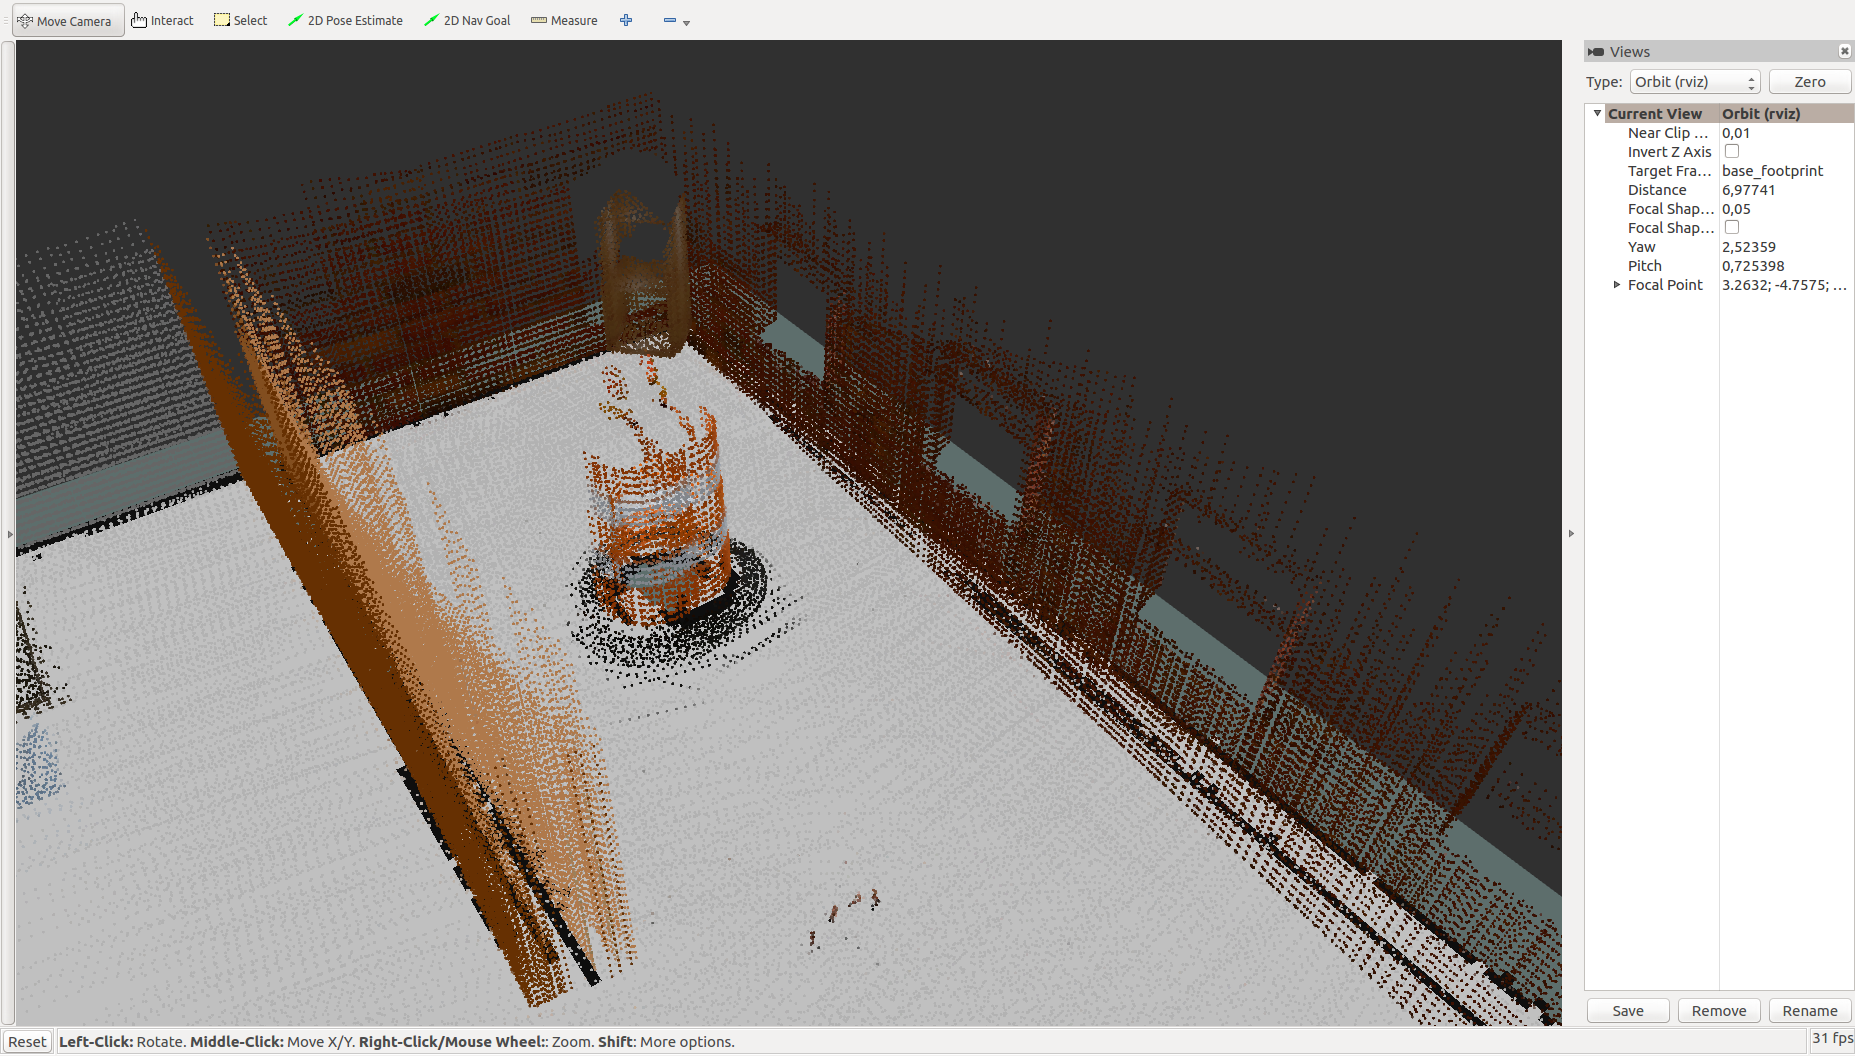 Move Camera Interact Select 2D Pose Estimate 2D Nav Goal Measure
Views
Type: Orbit (rviz) Zero
Current View Orbit (rviz)
Near Clip ... 0,01
Invert Z Axis
Target Fra... base_footprint
Distance 6,97741
Focal Shap... 0,05
Focal Shap...
Yaw 2,52359
Pitch 0,725398
Focal Point 3.2632; -4.7575; ...
Save Remove Rename
Reset Left-Click: Rotate. Middle-Click: Move X/Y. Right-Click/Mouse Wheel:: Zoom. Shift: More options. 31 fps